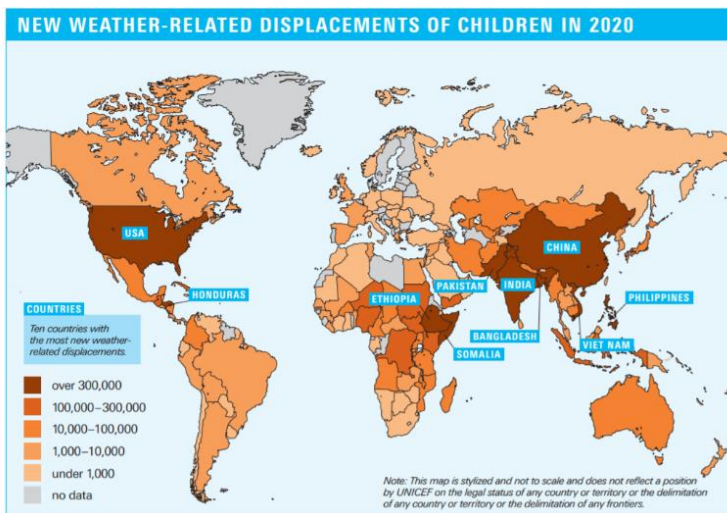 NEW WEATHER-RELATED DISPLACEMENTS OF CHILDREN IN 2020
USA
CHINA
HONDURAS
PAKISTAN
INDIA
ETHIOPIA
PHILIPPINES
BANGLADESH
VIET NAM
SOMALIA
COUNTRIES
Ten countries with
the most new weather-
related displacements.
over 300,000
100,000–300,000
10,000–100,000
1,000–10,000
under 1,000
no data
Note: This map is stylized and not to scale and does not reflect a position
by UNICEF on the legal status of any country or territory or the delimitation
of any country or territory or the delimitation of any frontiers.